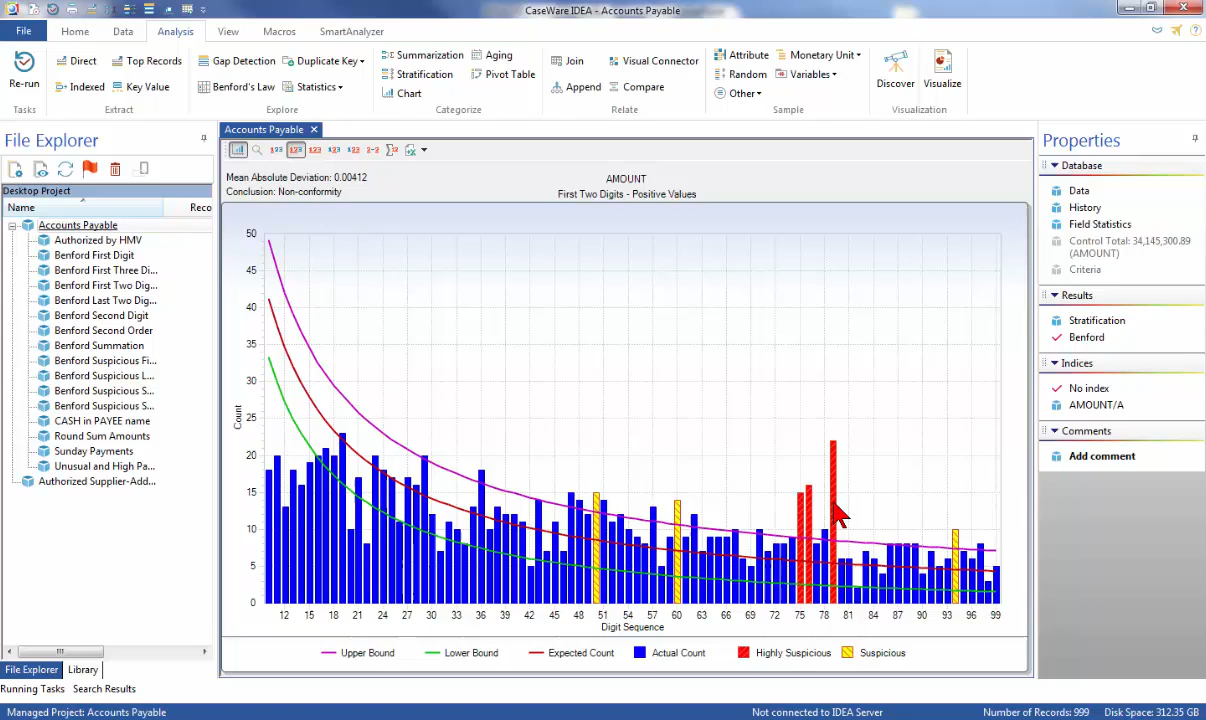 CaseWare IDEA - Accounts Payable
File Home Data Analysis View Macros SmartAnalyzer
Re-run
Tasks
Direct Top Records
Indexed Key Value
Extract
Gap Detection Duplicate Key
Benford's Law Statistics
Explore
Summarization Aging
Stratification Pivot Table
Chart
Categorize
Join Visual Connector
Append Compare
Relate
Attribute Monetary Unit
Random Variables
Other
Sample
Discover Visualize
Visualization
File Explorer
Desktop Project
Name Reco
Accounts Payable
Authorized by HMV
Benford First Digit
Benford First Three Di...
Benford First Two Dig...
Benford Last Two Dig...
Benford Second Digit
Benford Second Order
Benford Summation
Benford Suspicious Fi...
Benford Suspicious L...
Benford Suspicious S...
Benford Suspicious S...
CASH in PAYEE name
Round Sum Amounts
Sunday Payments
Unusual and High Pa...
Authorized Supplier-Add...
File Explorer Library
Running Tasks Search Results
Accounts Payable
Mean Absolute Deviation: 0.00412
Conclusion: Non-conformity
AMOUNT
First Two Digits - Positive Values
50
45
40
35
30
25
20
15
10
5
0
Count
12 15 18 21 24 27 30 33 36 39 42 45 48 51 54 57 60 63 66 69 72 75 78 81 84 87 90 93 96 99
Digit Sequence
Upper Bound Lower Bound Expected Count Actual Count Highly Suspicious Suspicious
Properties
Database
Data
History
Field Statistics
Control Total: 34,145,300.89
(AMOUNT)
Criteria
Results
Stratification
Benford
Indices
No index
AMOUNT/A
Comments
Add comment
Managed Project: Accounts Payable Not connected to IDEA Server Number of Records: 999 Disk Space: 312.35 GB